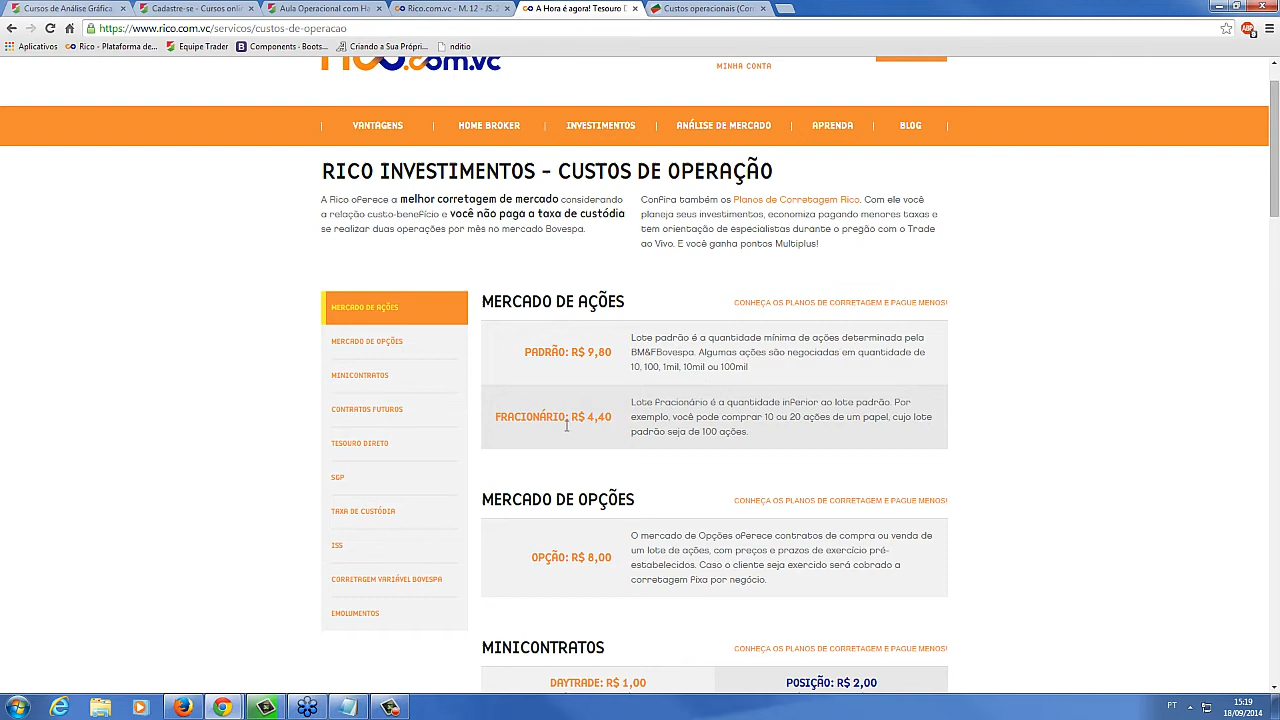 Cursos de Análise Gráfica
Cadastre-se - Cursos onlin
Aula Operacional com Ha
Rico.com.vc - M. 12 - JS. 2
A Hora é agora! Tesouro D
Custos operacionais (Corr
https://www.rico.com.vc/servicos/custos-de-operacao
Aplicativos
Rico - Plataforma de...
Equipe Trader
Components · Boots...
Criando a Sua Própri...
nditio
.com.vc
MINHA CONTA
VANTAGENS
HOME BROKER
INVESTIMENTOS
ANÁLISE DE MERCADO
APRENDA
BLOG
RICO INVESTIMENTOS - CUSTOS DE OPERAÇÃO
A Rico oferece a melhor corretagem de mercado considerando
a relação custo-benefício e você não paga a taxa de custódia
se realizar duas operações por mês no mercado Bovespa.
Confira também os Planos de Corretagem Rico. Com ele você
planeja seus investimentos, economiza pagando menores taxas e
tem orientação de especialistas durante o pregão com o Trade
ao Vivo. E você ganha pontos Multiplus!
MERCADO DE AÇÕES
MERCADO DE OPÇÕES
MINICONTRATOS
CONTRATOS FUTUROS
TESOURO DIRETO
SGP
TAXA DE CUSTÓDIA
ISS
CORRITAGEM VARIÁVEL BOVESPA
EMOLUMENTOS
MERCADO DE AÇÕES
CONHEÇA OS PLANOS DE CORRETAGEM E PAGUE MENOS!
PADRÃO: R$ 9,80
Lote padrão é a quantidade mínima de ações determinada pela
BM&FBovespa. Algumas ações são negociadas em quantidade de
10, 100, 1mil, 10mil ou 100mil
FRACIONÁRIO: R$ 4,40
Lote Fracionário é a quantidade inferior ao lote padrão. Por
exemplo, você pode comprar 10 ou 20 ações de um papel, cujo lote
padrão seja de 100 ações.
MERCADO DE OPÇÕES
CONHEÇA OS PLANOS DE CORRETAGEM E PAGUE MENOS!
OPÇÃO: R$ 8,00
O mercado de Opções oferece contratos de compra ou venda de
um lote de ações, com preços e prazos de exercício pré-
estabelecidos. Caso o cliente seja exercido será cobrado a
corretagem Fixa por negócio.
MINICONTRATOS
CONHEÇA OS PLANOS DE CORRETAGEM E PAGUE MENOS!
DAYTRADE: R$ 1,00
POSIÇÃO: R$ 2,00
PT
15:19
18/09/2014